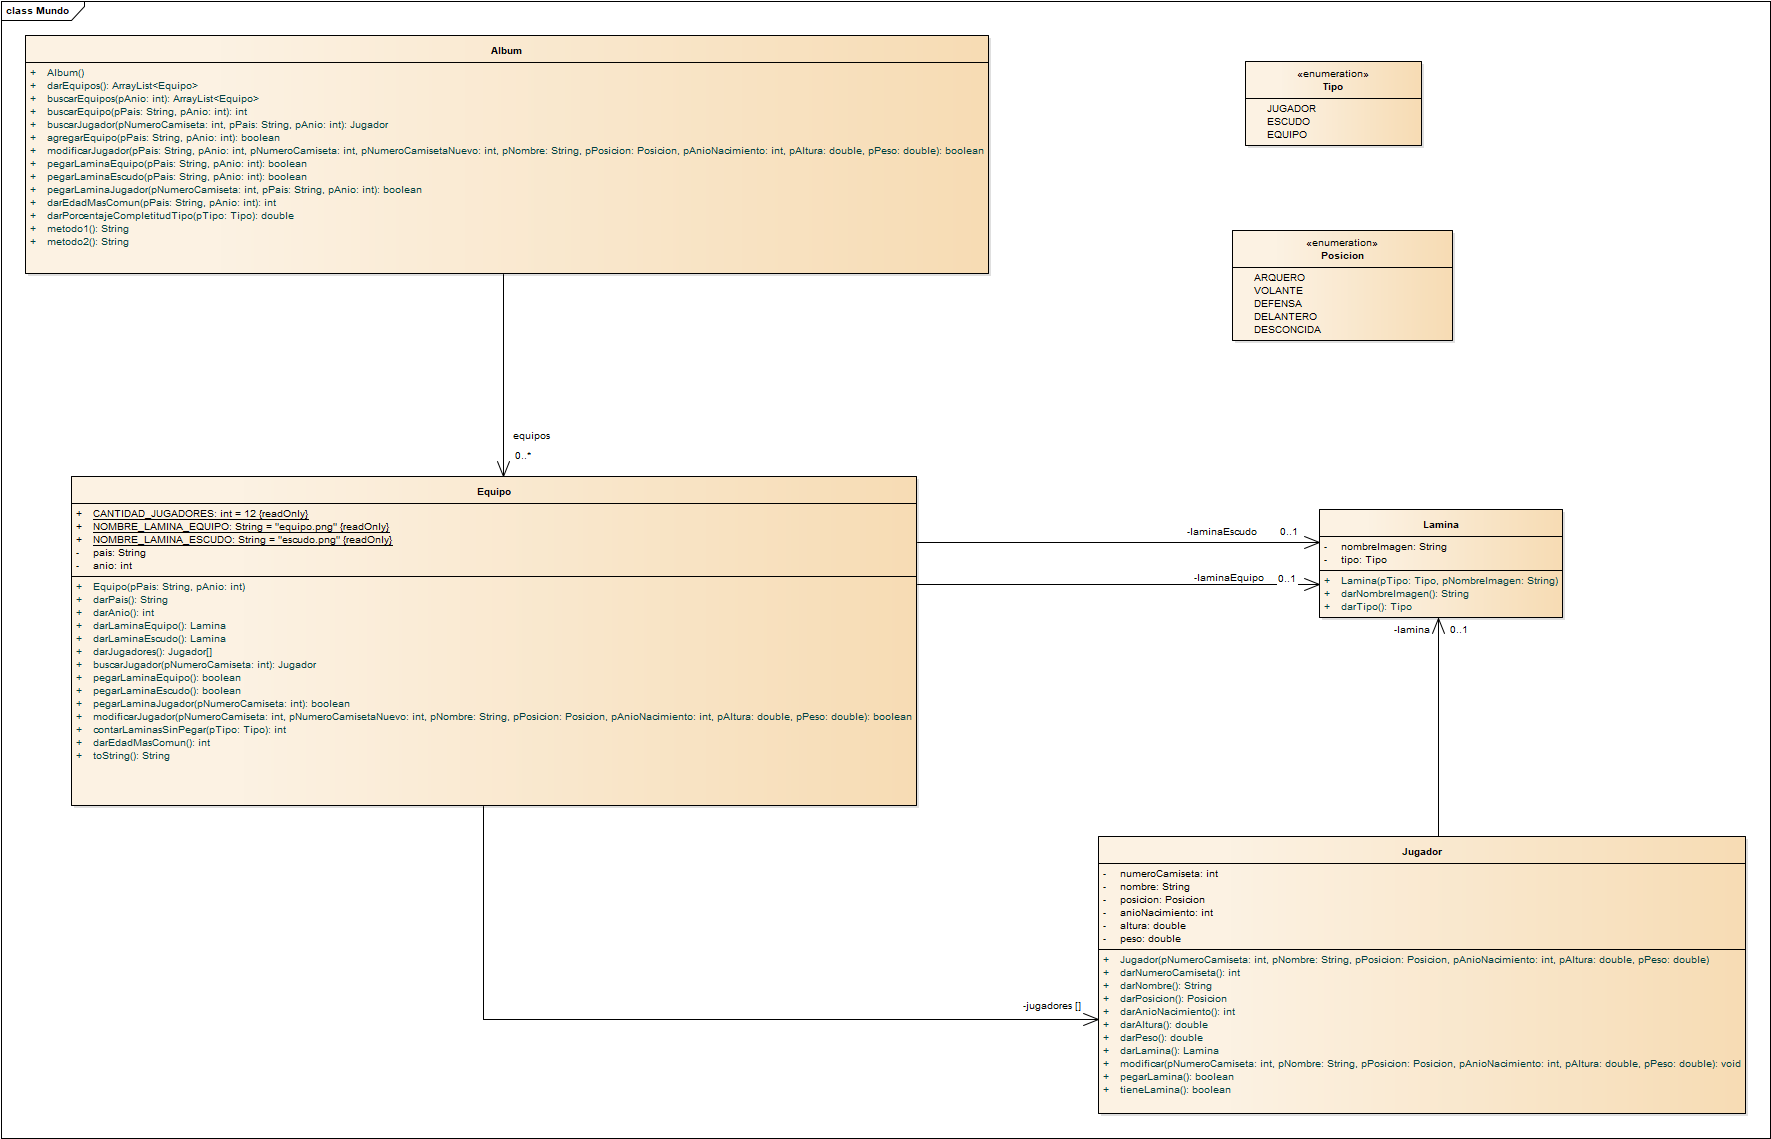 class Mundo
Album
+ Album()
+ darEquipos(): ArrayList<Equipo>
+ buscarEquipos(pAnio: int): ArrayList<Equipo>
+ buscarEquipo(pPais: String, pAnio: int): int
+ buscarJugador(pNumeroCamiseta: int, pPais: String, pAnio: int): Jugador
+ agregarEquipo(pPais: String, pAnio: int): boolean
+ modificarJugador(pPais: String, pAnio: int, pNumeroCamiseta: int, pNumeroCamisetaNuevo: int, pNombre: String, pPosicion: Posicion, pAnioNacimiento: int, pAltura: double, pPeso: double): boolean
+ pegarLaminaEquipo(pPais: String, pAnio: int): boolean
+ pegarLaminaEscudo(pPais: String, pAnio: int): boolean
+ pegarLaminaJugador(pNumeroCamiseta: int, pPais: String, pAnio: int): boolean
+ darEdadMasComun(pPais: String, pAnio: int): int
+ darPorcentajeCompletitudTipo(pTipo: Tipo): double
+ metodo1(): String
+ metodo2(): String
«enumeration»
Tipo
JUGADOR
ESCUDO
EQUIPO
«enumeration»
Posicion
ARQUERO
VOLANTE
DEFENSA
DELANTERO
DESCONCIDA
equipos
0..*
Equipo
+ CANTIDAD_JUGADORES: int = 12 {readOnly}
+ NOMBRE_LAMINA_EQUIPO: String = "equipo.png" {readOnly}
+ NOMBRE_LAMINA_ESCUDO: String = "escudo.png" {readOnly}
- pais: String
- anio: int
+ Equipo(pPais: String, pAnio: int)
+ darPais(): String
+ darAnio(): int
+ darLaminaEquipo(): Lamina
+ darLaminaEscudo(): Lamina
+ darJugadores(): Jugador[]
+ buscarJugador(pNumeroCamiseta: int): Jugador
+ pegarLaminaEquipo(): boolean
+ pegarLaminaEscudo(): boolean
+ pegarLaminaJugador(pNumeroCamiseta: int): boolean
+ modificarJugador(pNumeroCamiseta: int, pNumeroCamisetaNuevo: int, pNombre: String, pPosicion: Posicion, pAnioNacimiento: int, pAltura: double, pPeso: double): boolean
+ contarLaminasSinPegar(pTipo: Tipo): int
+ darEdadMasComun(): int
+ toString(): String
-laminaEscudo 0..1
-laminaEquipo 0..1
Lamina
- nombreImagen: String
- tipo: Tipo
+ Lamina(pTipo: Tipo, pNombreImagen: String)
+ darNombreImagen(): String
+ darTipo(): Tipo
-lamina 0..1
-jugadores []
Jugador
- numeroCamiseta: int
- nombre: String
- posicion: Posicion
- anioNacimiento: int
- altura: double
- peso: double
+ Jugador(pNumeroCamiseta: int, pNombre: String, pPosicion: Posicion, pAnioNacimiento: int, pAltura: double, pPeso: double)
+ darNumeroCamiseta(): int
+ darNombre(): String
+ darPosicion(): Posicion
+ darAnioNacimiento(): int
+ darAltura(): double
+ darPeso(): double
+ darLamina(): Lamina
+ modificar(pNumeroCamiseta: int, pNombre: String, pPosicion: Posicion, pAnioNacimiento: int, pAltura: double, pPeso: double): void
+ pegarLamina(): boolean
+ tieneLamina(): boolean